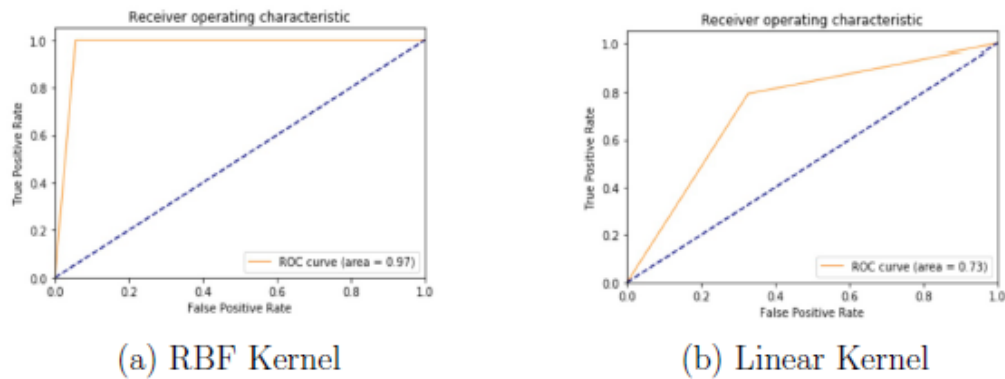 Receiver operating characteristic
1.0
0.8
0.6
0.4
0.2
0.0
True Positive Rate
ROC curve (area = 0.97)
0.0 0.2 0.4 0.6 0.8 1.0
False Positive Rate
(a) RBF Kernel
Receiver operating characteristic
1.0
0.8
0.6
0.4
0.2
0.0
True Positive Rate
ROC curve (area = 0.73)
0.0 0.2 0.4 0.6 0.8 1.0
False Positive Rate
(b) Linear Kernel